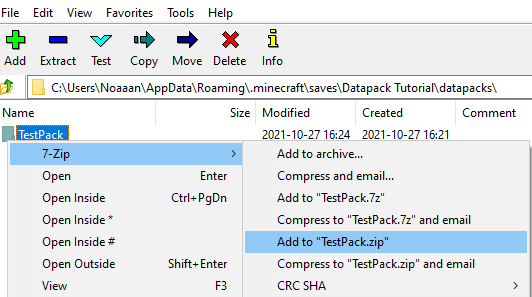 File Edit View Favorites Tools Help
Add Extract Test Copy Move Delete Info
C:\Users\Noaaan\AppData\Roaming\.minecraft\saves\Datapack Tutorial\datapacks\
Name Size Modified Created Comment
TestPack 2021-10-27 16:24 2021-10-27 16:21
7-Zip > Add to archive...
Open Enter Compress and email...
Open Inside Ctrl+PgDn Add to "TestPack.7z"
Open Inside * Compress to "TestPack.7z" and email
Open Inside # Add to "TestPack.zip"
Open Outside Shift+Enter Compress to "TestPack.zip" and email
View F3 CRC SHA >